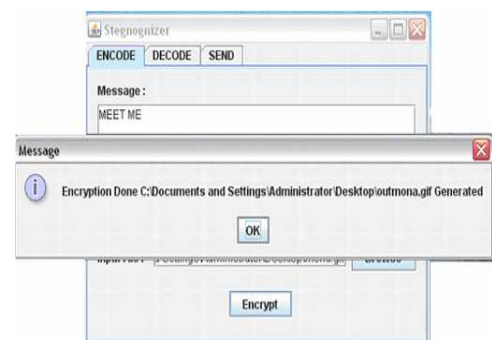 Stegnognizer
ENCODE DECODE SEND
Message :
MEET ME
Message
Encryption Done C:\Documents and Settings\Administrator\Desktop\outmona.gif Generated
OK
Encrypt